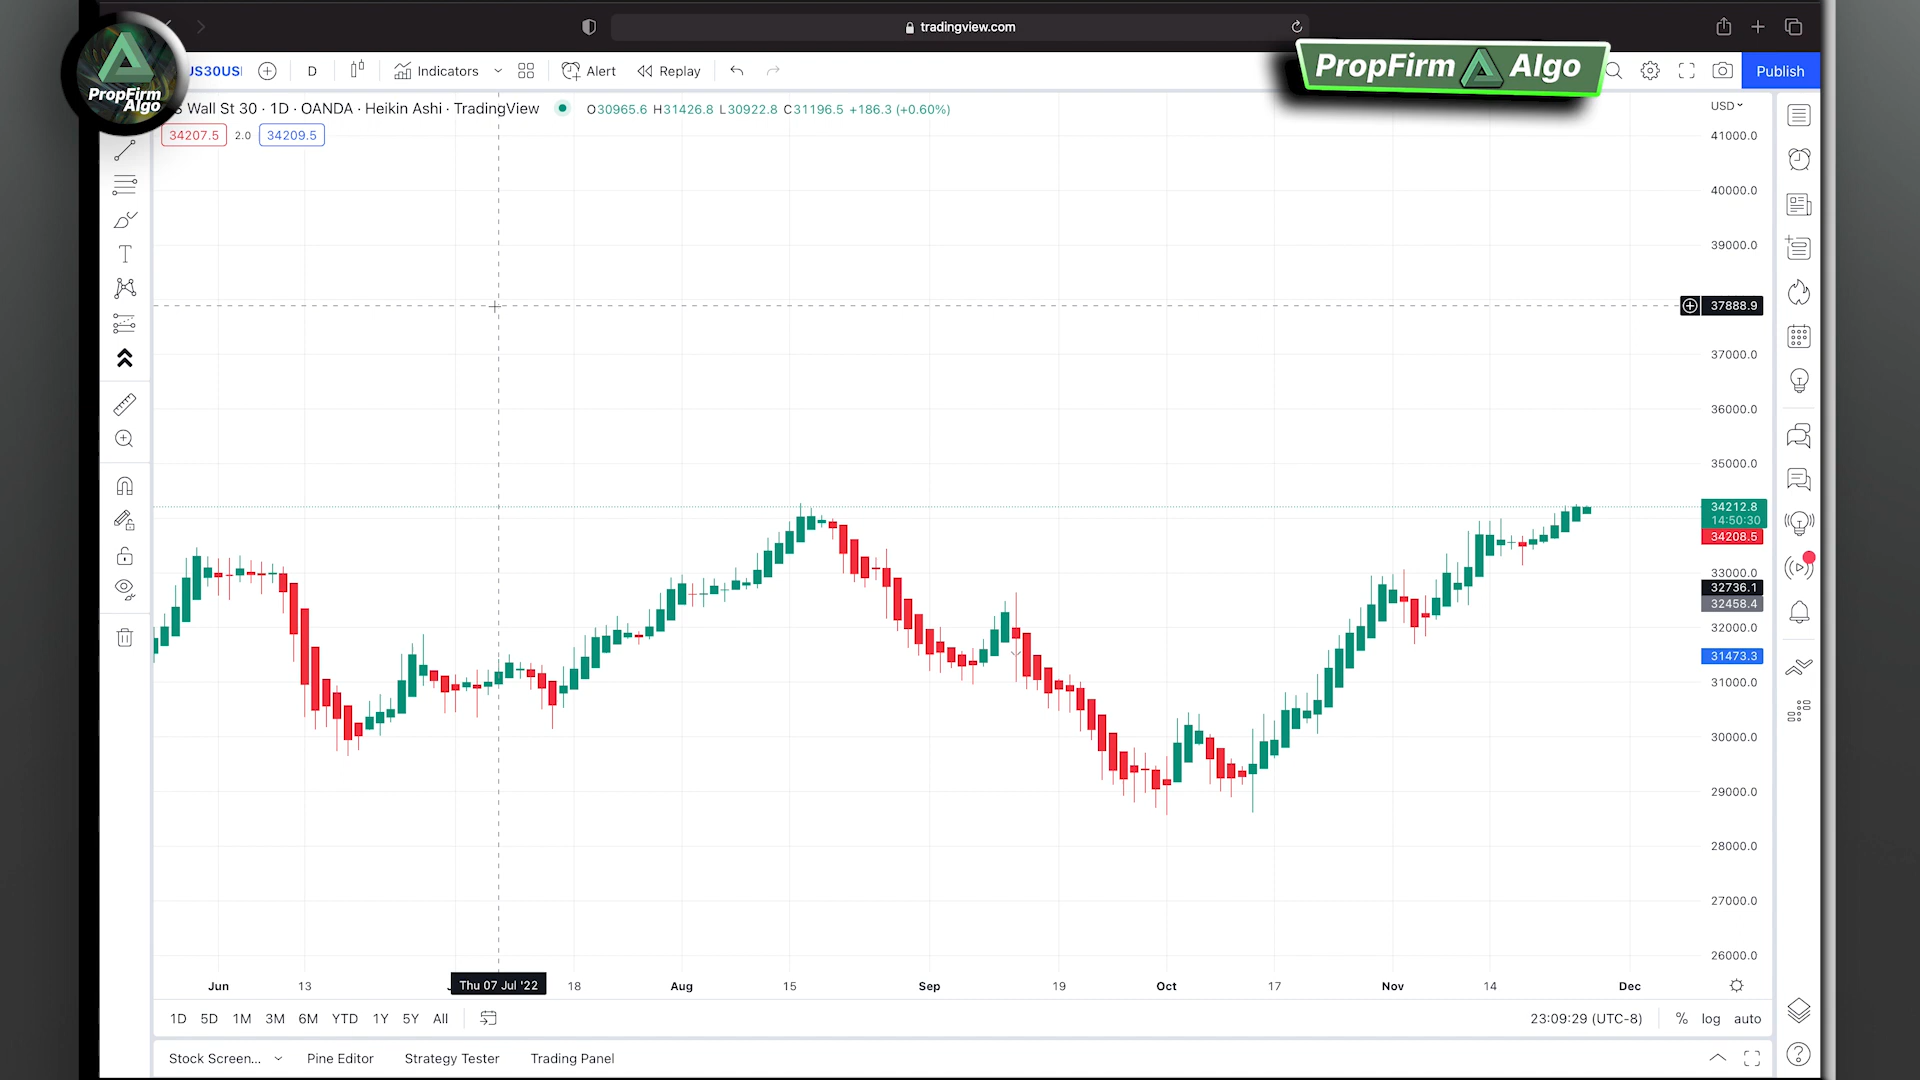 tradingview.com
PropFirm Algo
PropFirm Algo
US30US
D
Indicators
Alert
Replay
Publish
Wall St 30 · 1D · OANDA · Heikin Ashi · TradingView
O30965.6 H31426.8 L30922.8 C31196.5 +186.3 (+0.60%)
USD
34207.5 2.0 34209.5
41000.0
40000.0
39000.0
37888.9
37000.0
36000.0
35000.0
34212.8
14:50:30
34208.5
33000.0
32736.1
32458.4
32000.0
31473.3
31000.0
30000.0
29000.0
28000.0
27000.0
26000.0
Jun 13 Thu 07 Jul '22 18 Aug 15 Sep 19 Oct 17 Nov 14 Dec
1D 5D 1M 3M 6M YTD 1Y 5Y All
23:09:29 (UTC-8) % log auto
Stock Screen... Pine Editor Strategy Tester Trading Panel